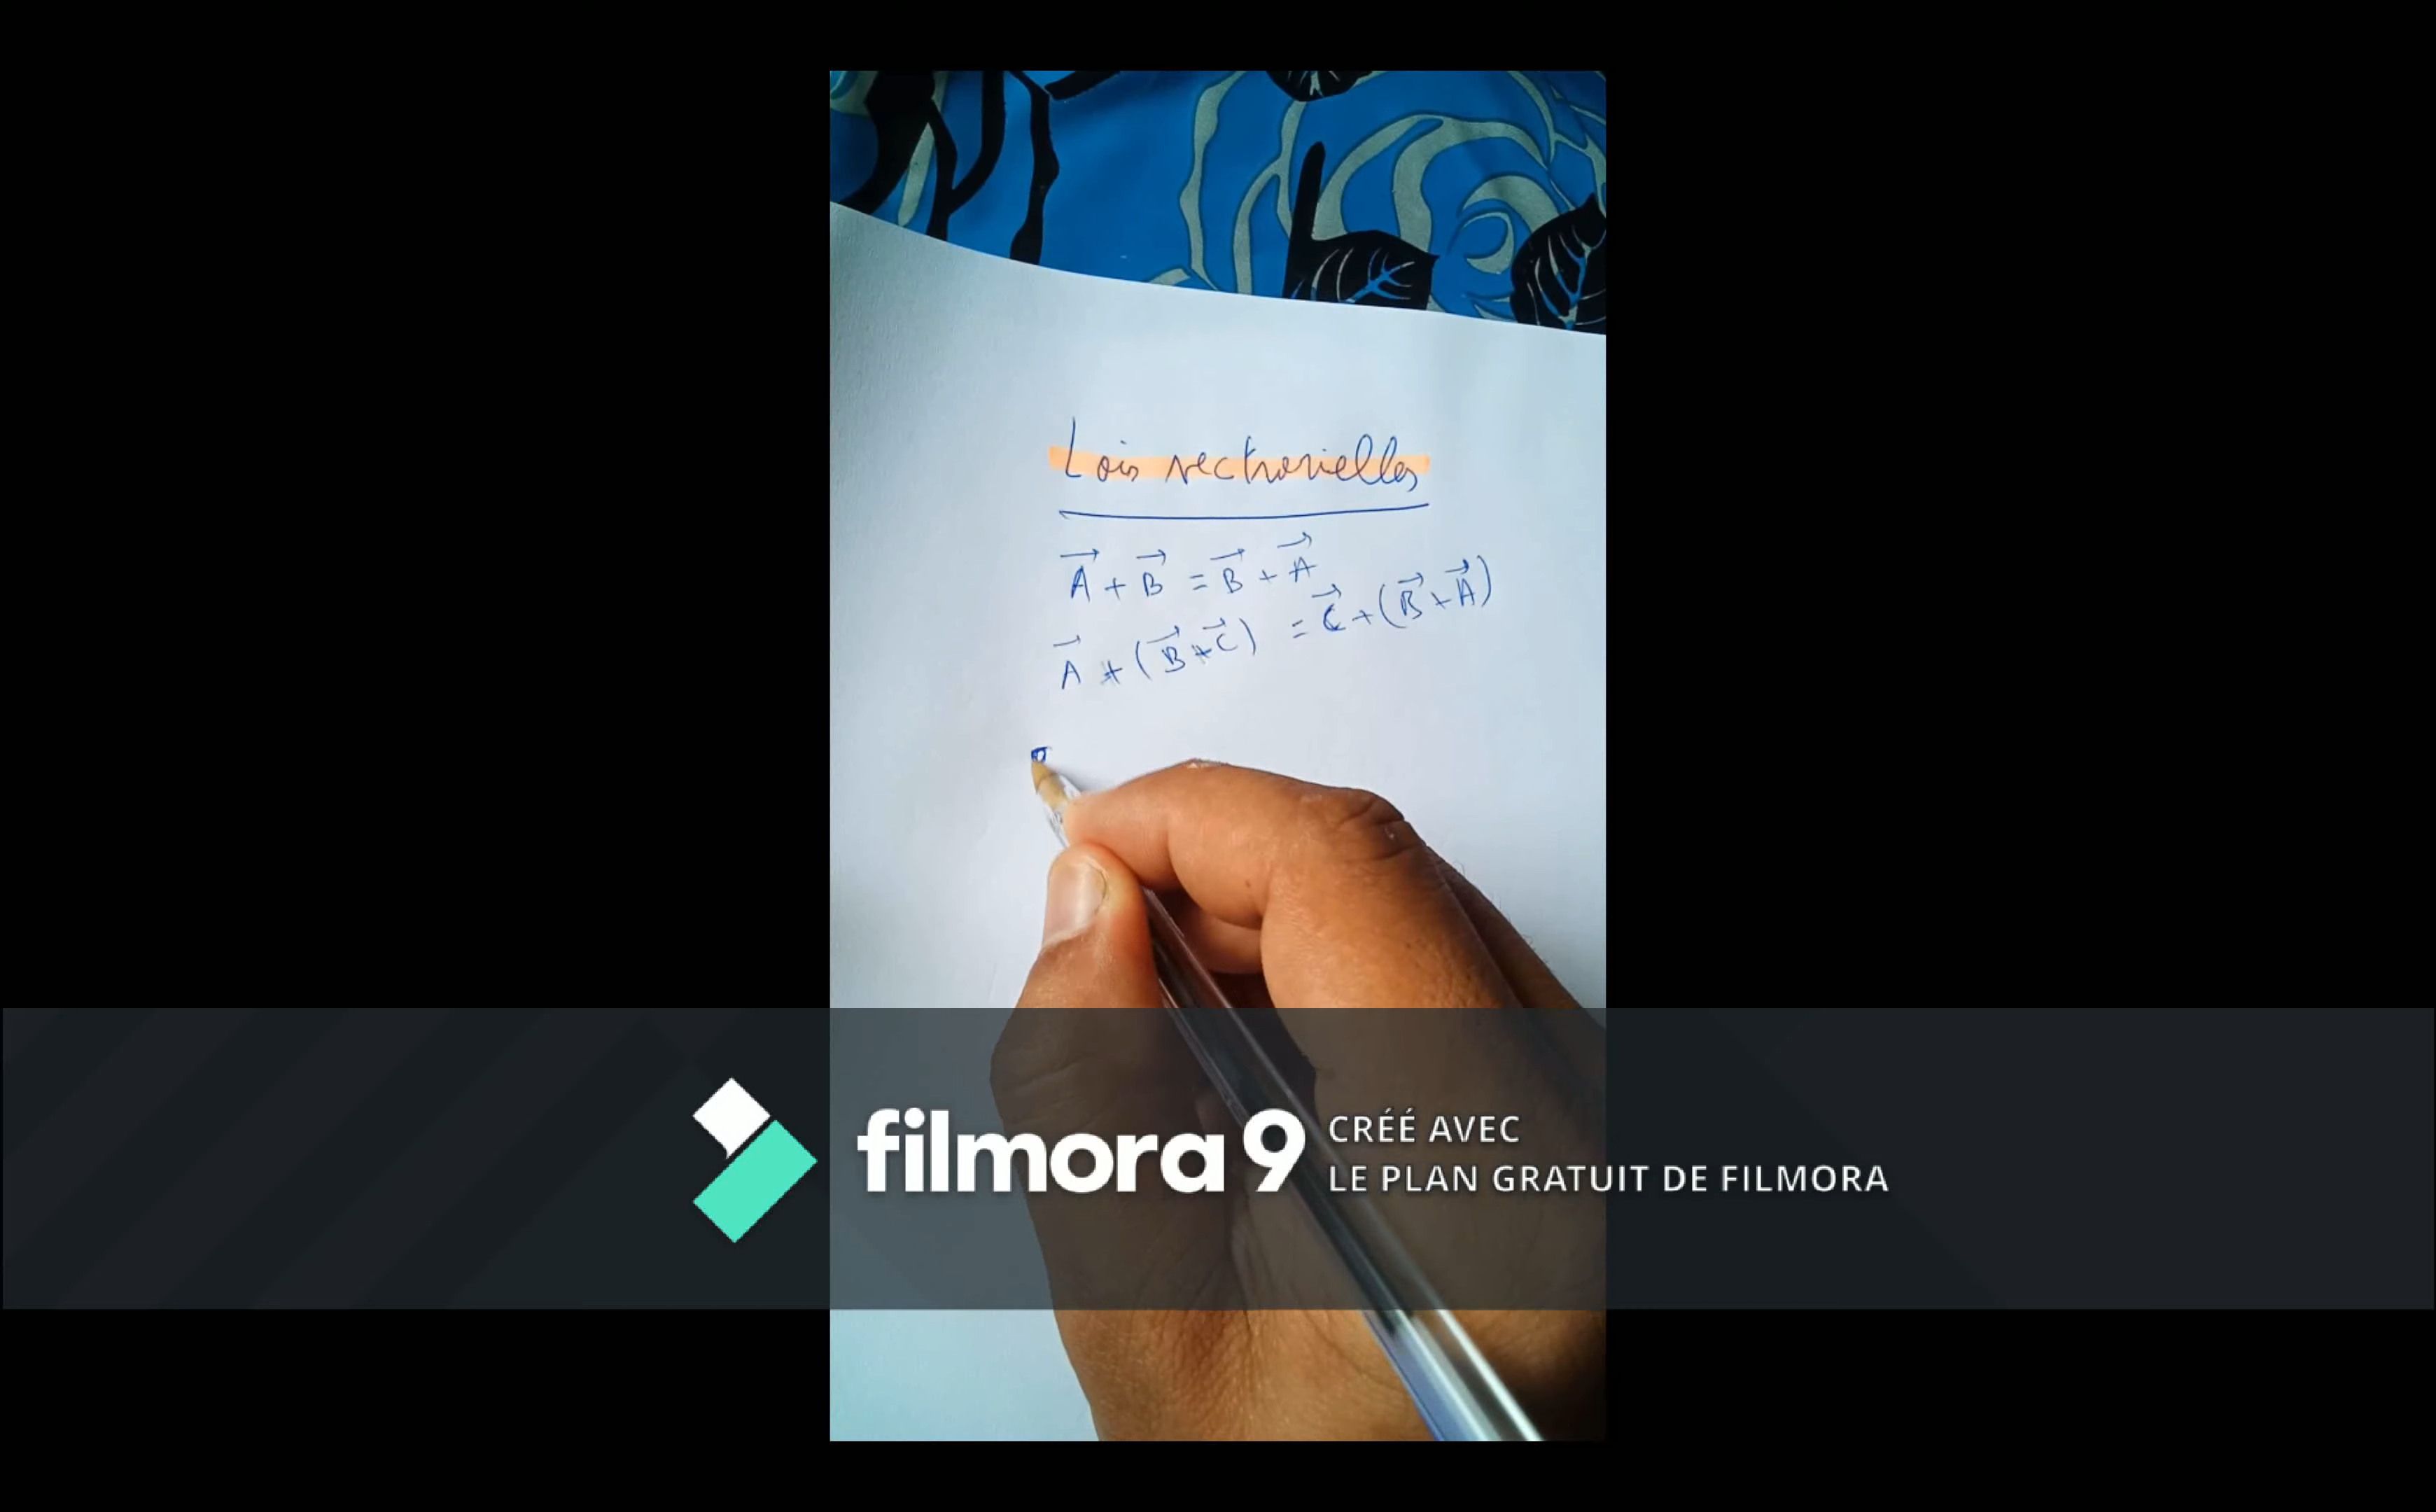 Lois vectorielles
A⃗ + B⃗ = B⃗ + A⃗
A⃗ + (B⃗ + C⃗) = C⃗ + (B⃗ + A⃗)
filmora 9
CRÉÉ AVEC
LE PLAN GRATUIT DE FILMORA